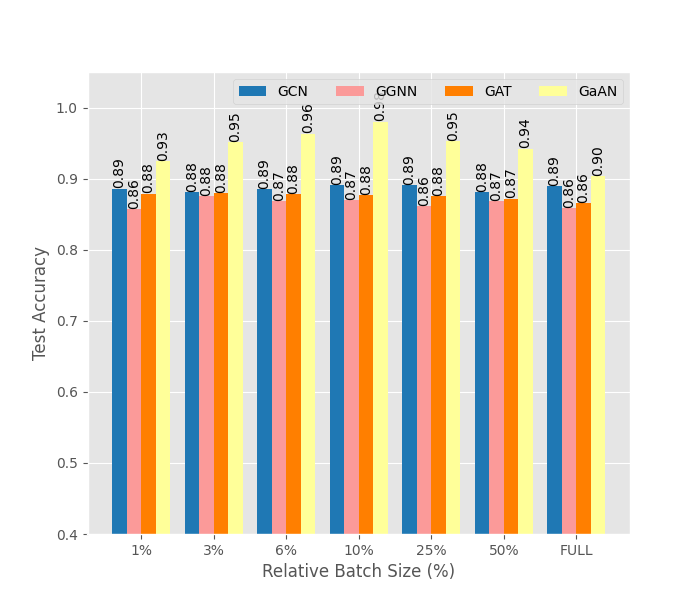 GCN GGNN GAT GaAN
1.0
0.9
0.8
0.7
0.6
0.5
0.4
Test Accuracy
0.89 0.86 0.88 0.93
0.88 0.88 0.88 0.95
0.89 0.87 0.88 0.96
0.89 0.87 0.88
0.89 0.86 0.88 0.95
0.88 0.87 0.87 0.94
0.89 0.86 0.86 0.90
1% 3% 6% 10% 25% 50% FULL
Relative Batch Size (%)